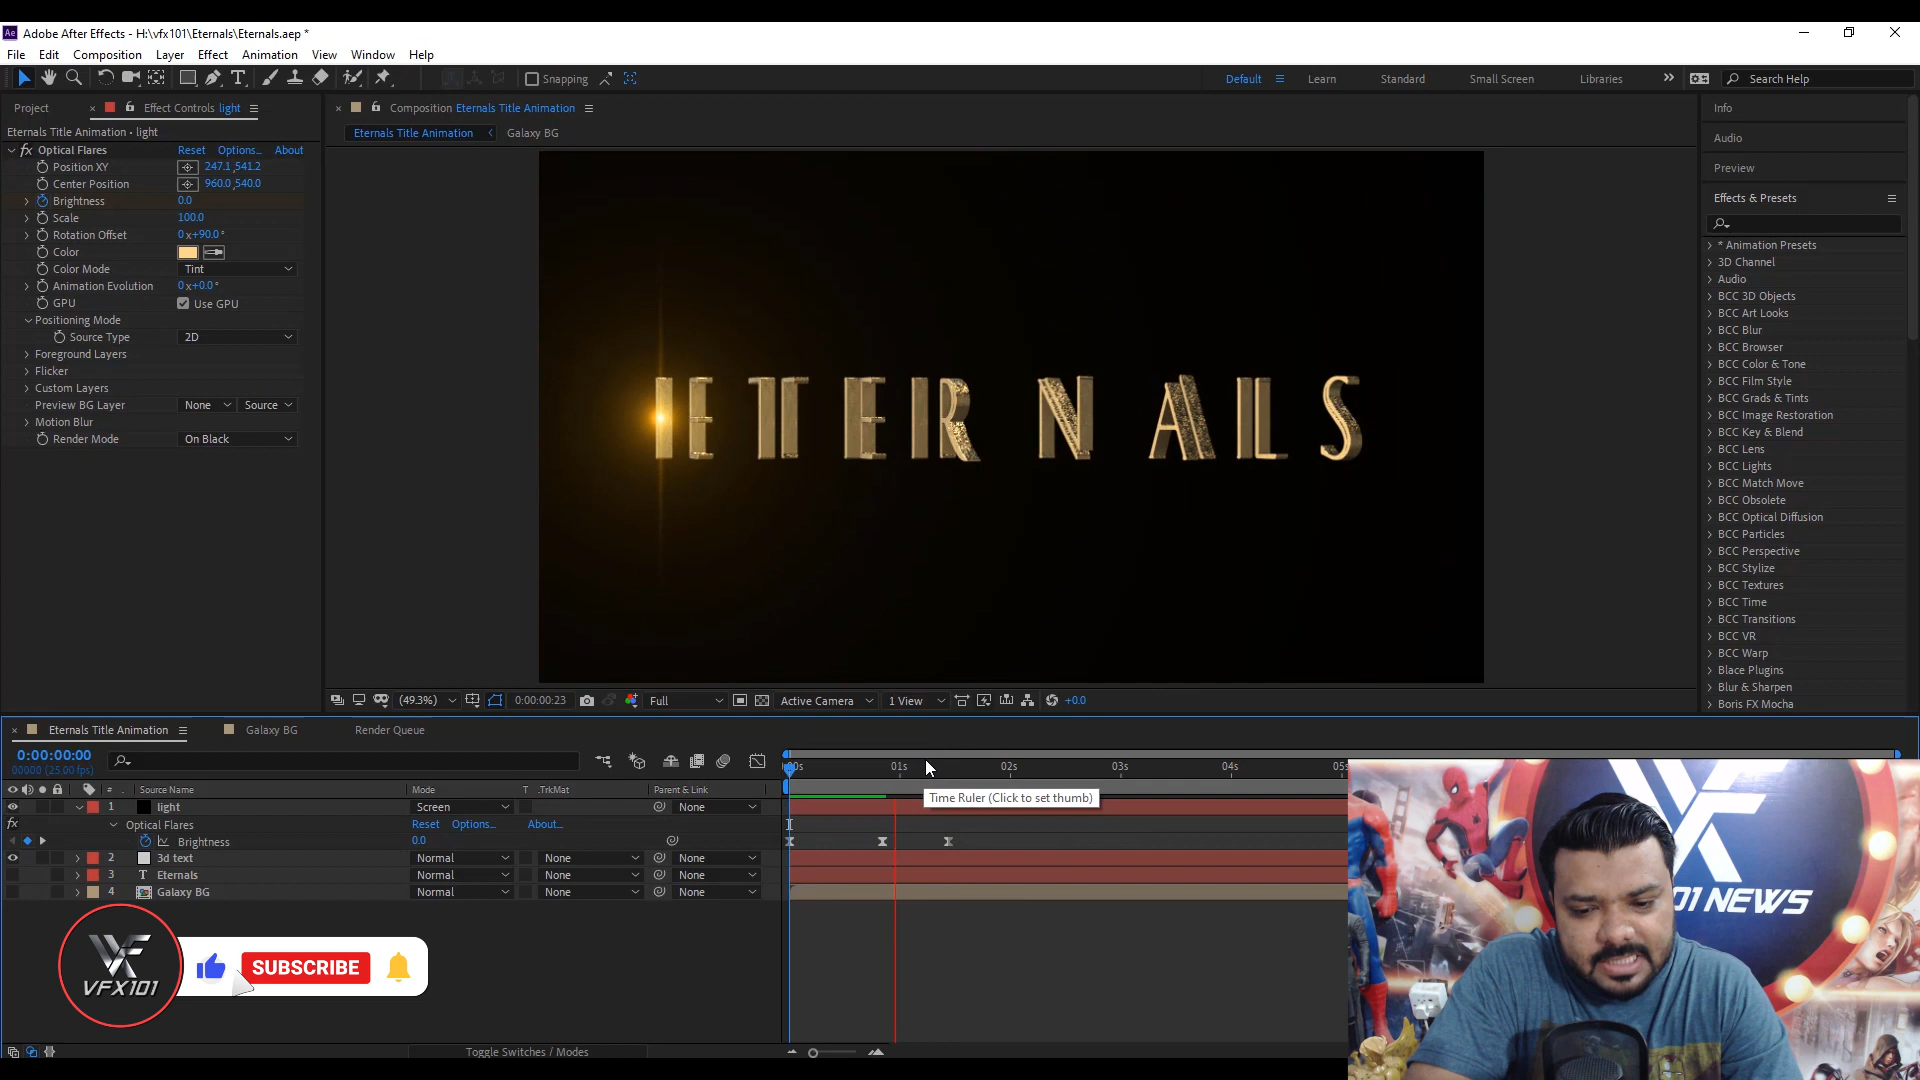 Adobe After Effects - H:\vfx101\Eternals\Eternals.aep *
File Edit Composition Layer Effect Animation View Window Help
Snapping
Default Learn Standard Small Screen Libraries Search Help
Project Effect Controls light
Eternals Title Animation • light
fx Optical Flares Reset Options... About
Position XY 247.1,541.2
Center Position 960.0,540.0
Brightness 0.0
Scale 100.0
Rotation Offset 0x+90.0°
Color
Color Mode Tint
Animation Evolution 0x+0.0°
GPU Use GPU
Positioning Mode
Source Type 2D
Foreground Layers
Flicker
Custom Layers
Preview BG Layer None Source
Motion Blur
Render Mode On Black
Composition Eternals Title Animation
Eternals Title Animation Galaxy BG
ETERNALS
(49.3%) 0:00:00:23 Full Active Camera 1 View +0.0
Info
Audio
Preview
Effects & Presets
* Animation Presets
3D Channel
Audio
BCC 3D Objects
BCC Art Looks
BCC Blur
BCC Browser
BCC Color & Tone
BCC Film Style
BCC Grads & Tints
BCC Image Restoration
BCC Key & Blend
BCC Lens
BCC Lights
BCC Match Move
BCC Obsolete
BCC Optical Diffusion
BCC Particles
BCC Perspective
BCC Stylize
BCC Textures
BCC Time
BCC Transitions
BCC VR
BCC Warp
Blace Plugins
Blur & Sharpen
Boris FX Mocha
Eternals Title Animation Galaxy BG Render Queue
0:00:00:00
00000 (25.00 fps)
:00s 01s 02s 03s 04s 05s
Time Ruler (Click to set thumb)
# Source Name Mode T .TrkMat Parent & Link
1 light Screen None
fx Optical Flares Reset Options... About...
Brightness 0.0
2 3d text Normal None None
3 T Eternals Normal None None
4 Galaxy BG Normal None None
VFX101
SUBSCRIBE
01 NEWS
Toggle Switches / Modes